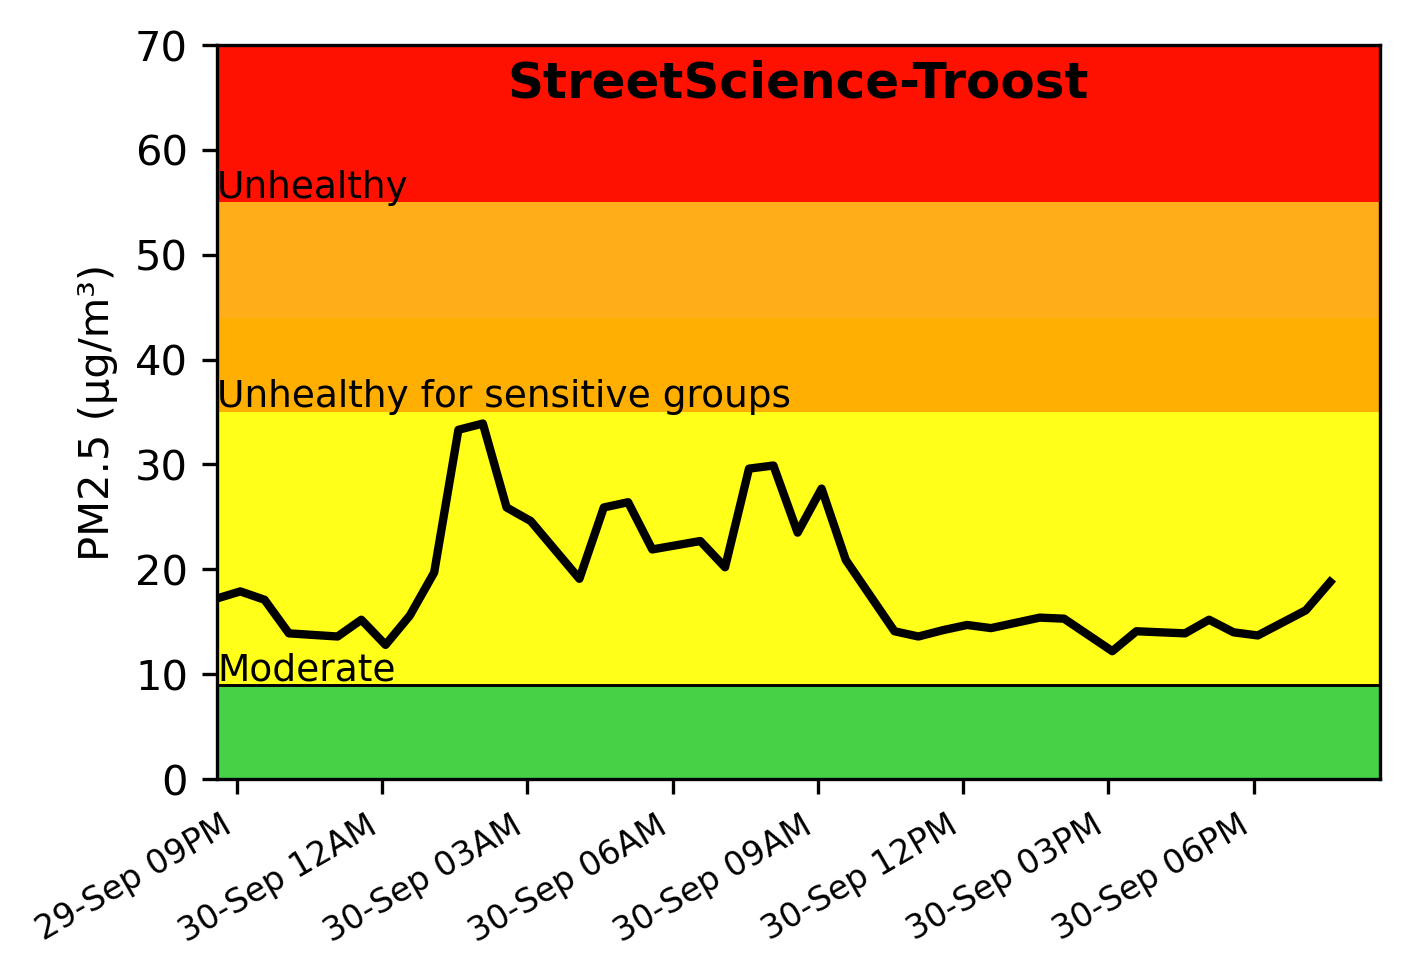 StreetScience-Troost
PM2.5 (µg/m³)
70
60
50
40
30
20
10
0
Unhealthy
Unhealthy for sensitive groups
Moderate
29-Sep 09PM
30-Sep 12AM
30-Sep 03AM
30-Sep 06AM
30-Sep 09AM
30-Sep 12PM
30-Sep 03PM
30-Sep 06PM